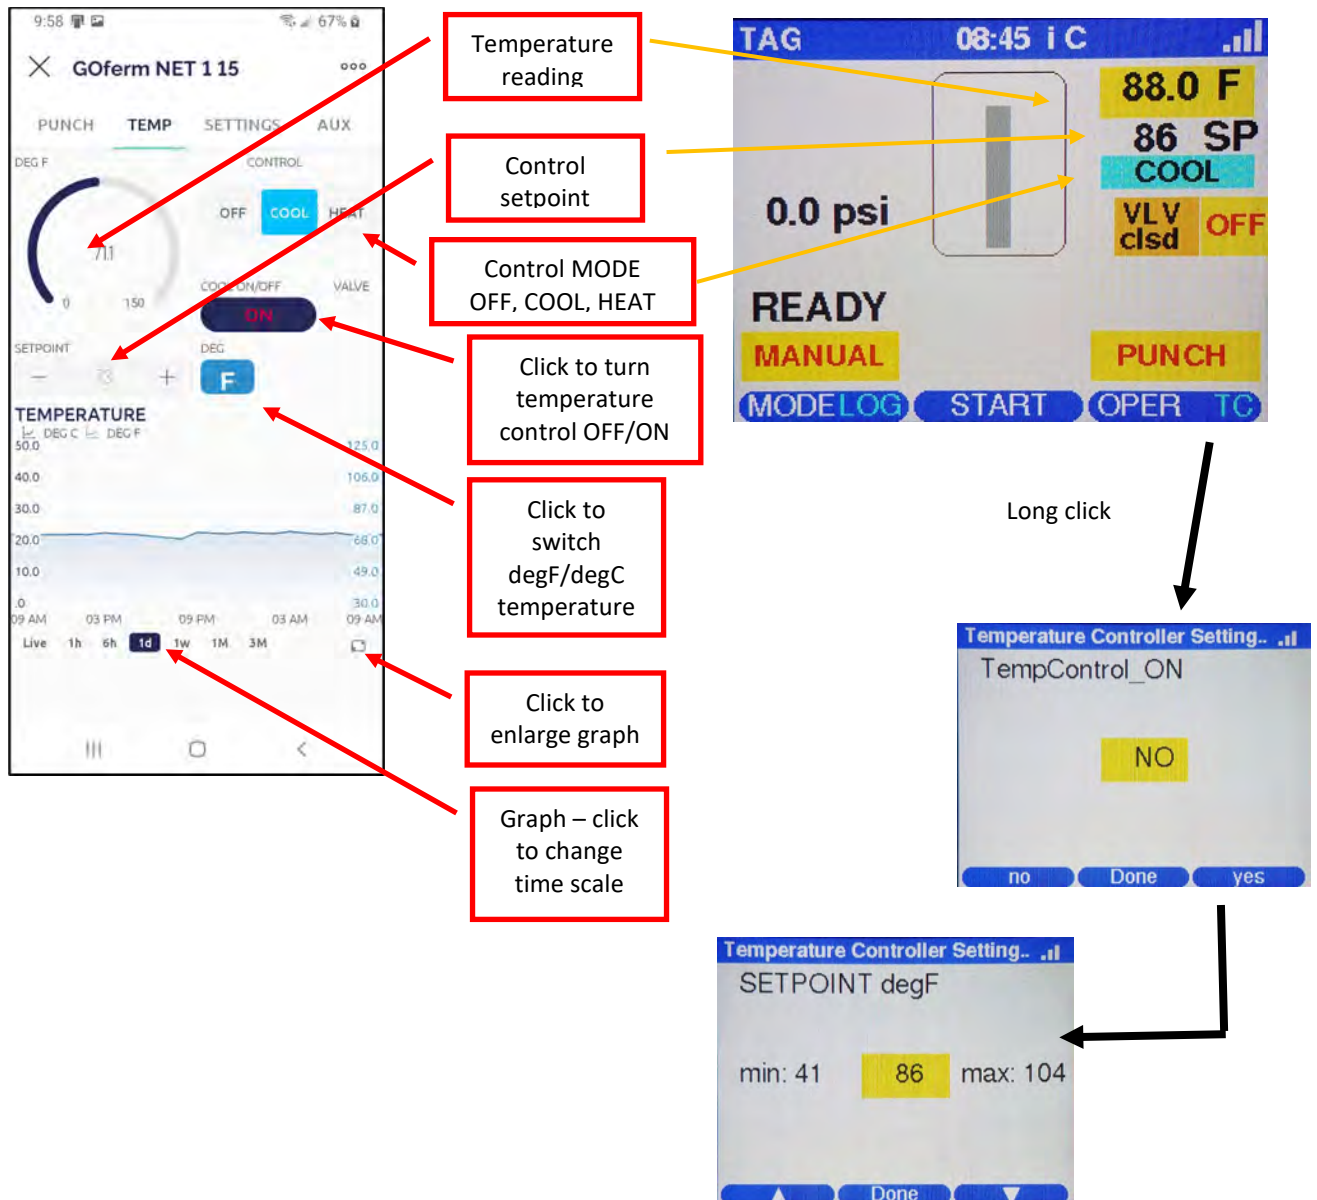 9:58
67%
GOferm NET 1 15
PUNCH TEMP SETTINGS AUX
DEG F
CONTROL
OFF COOL HEAT
71.1
0 150
COOL ON/OFF
VALVE
ON
SETPOINT
DEG
− +
F
TEMPERATURE
DEG C DEG F
50.0 125.0
40.0 106.0
30.0 87.0
20.0 68.0
10.0 49.0
.0 30.0
09 AM 03 PM 09 PM 03 AM 09 AM
Live 1h 6h 1d 1w 1M 3M
Temperature
reading
Control
setpoint
Control MODE
OFF, COOL, HEAT
Click to turn
temperature
control OFF/ON
Click to
switch
degF/degC
temperature
Click to
enlarge graph
Graph – click
to change
time scale
TAG 08:45 i C
88.0 F
86 SP
COOL
0.0 psi
VLV
clsd
OFF
READY
MANUAL PUNCH
MODE LOG START OPER TC
Long click
Temperature Controller Setting..
TempControl_ON
NO
no Done yes
Temperature Controller Setting..
SETPOINT degF
min: 41 86 max: 104
Done